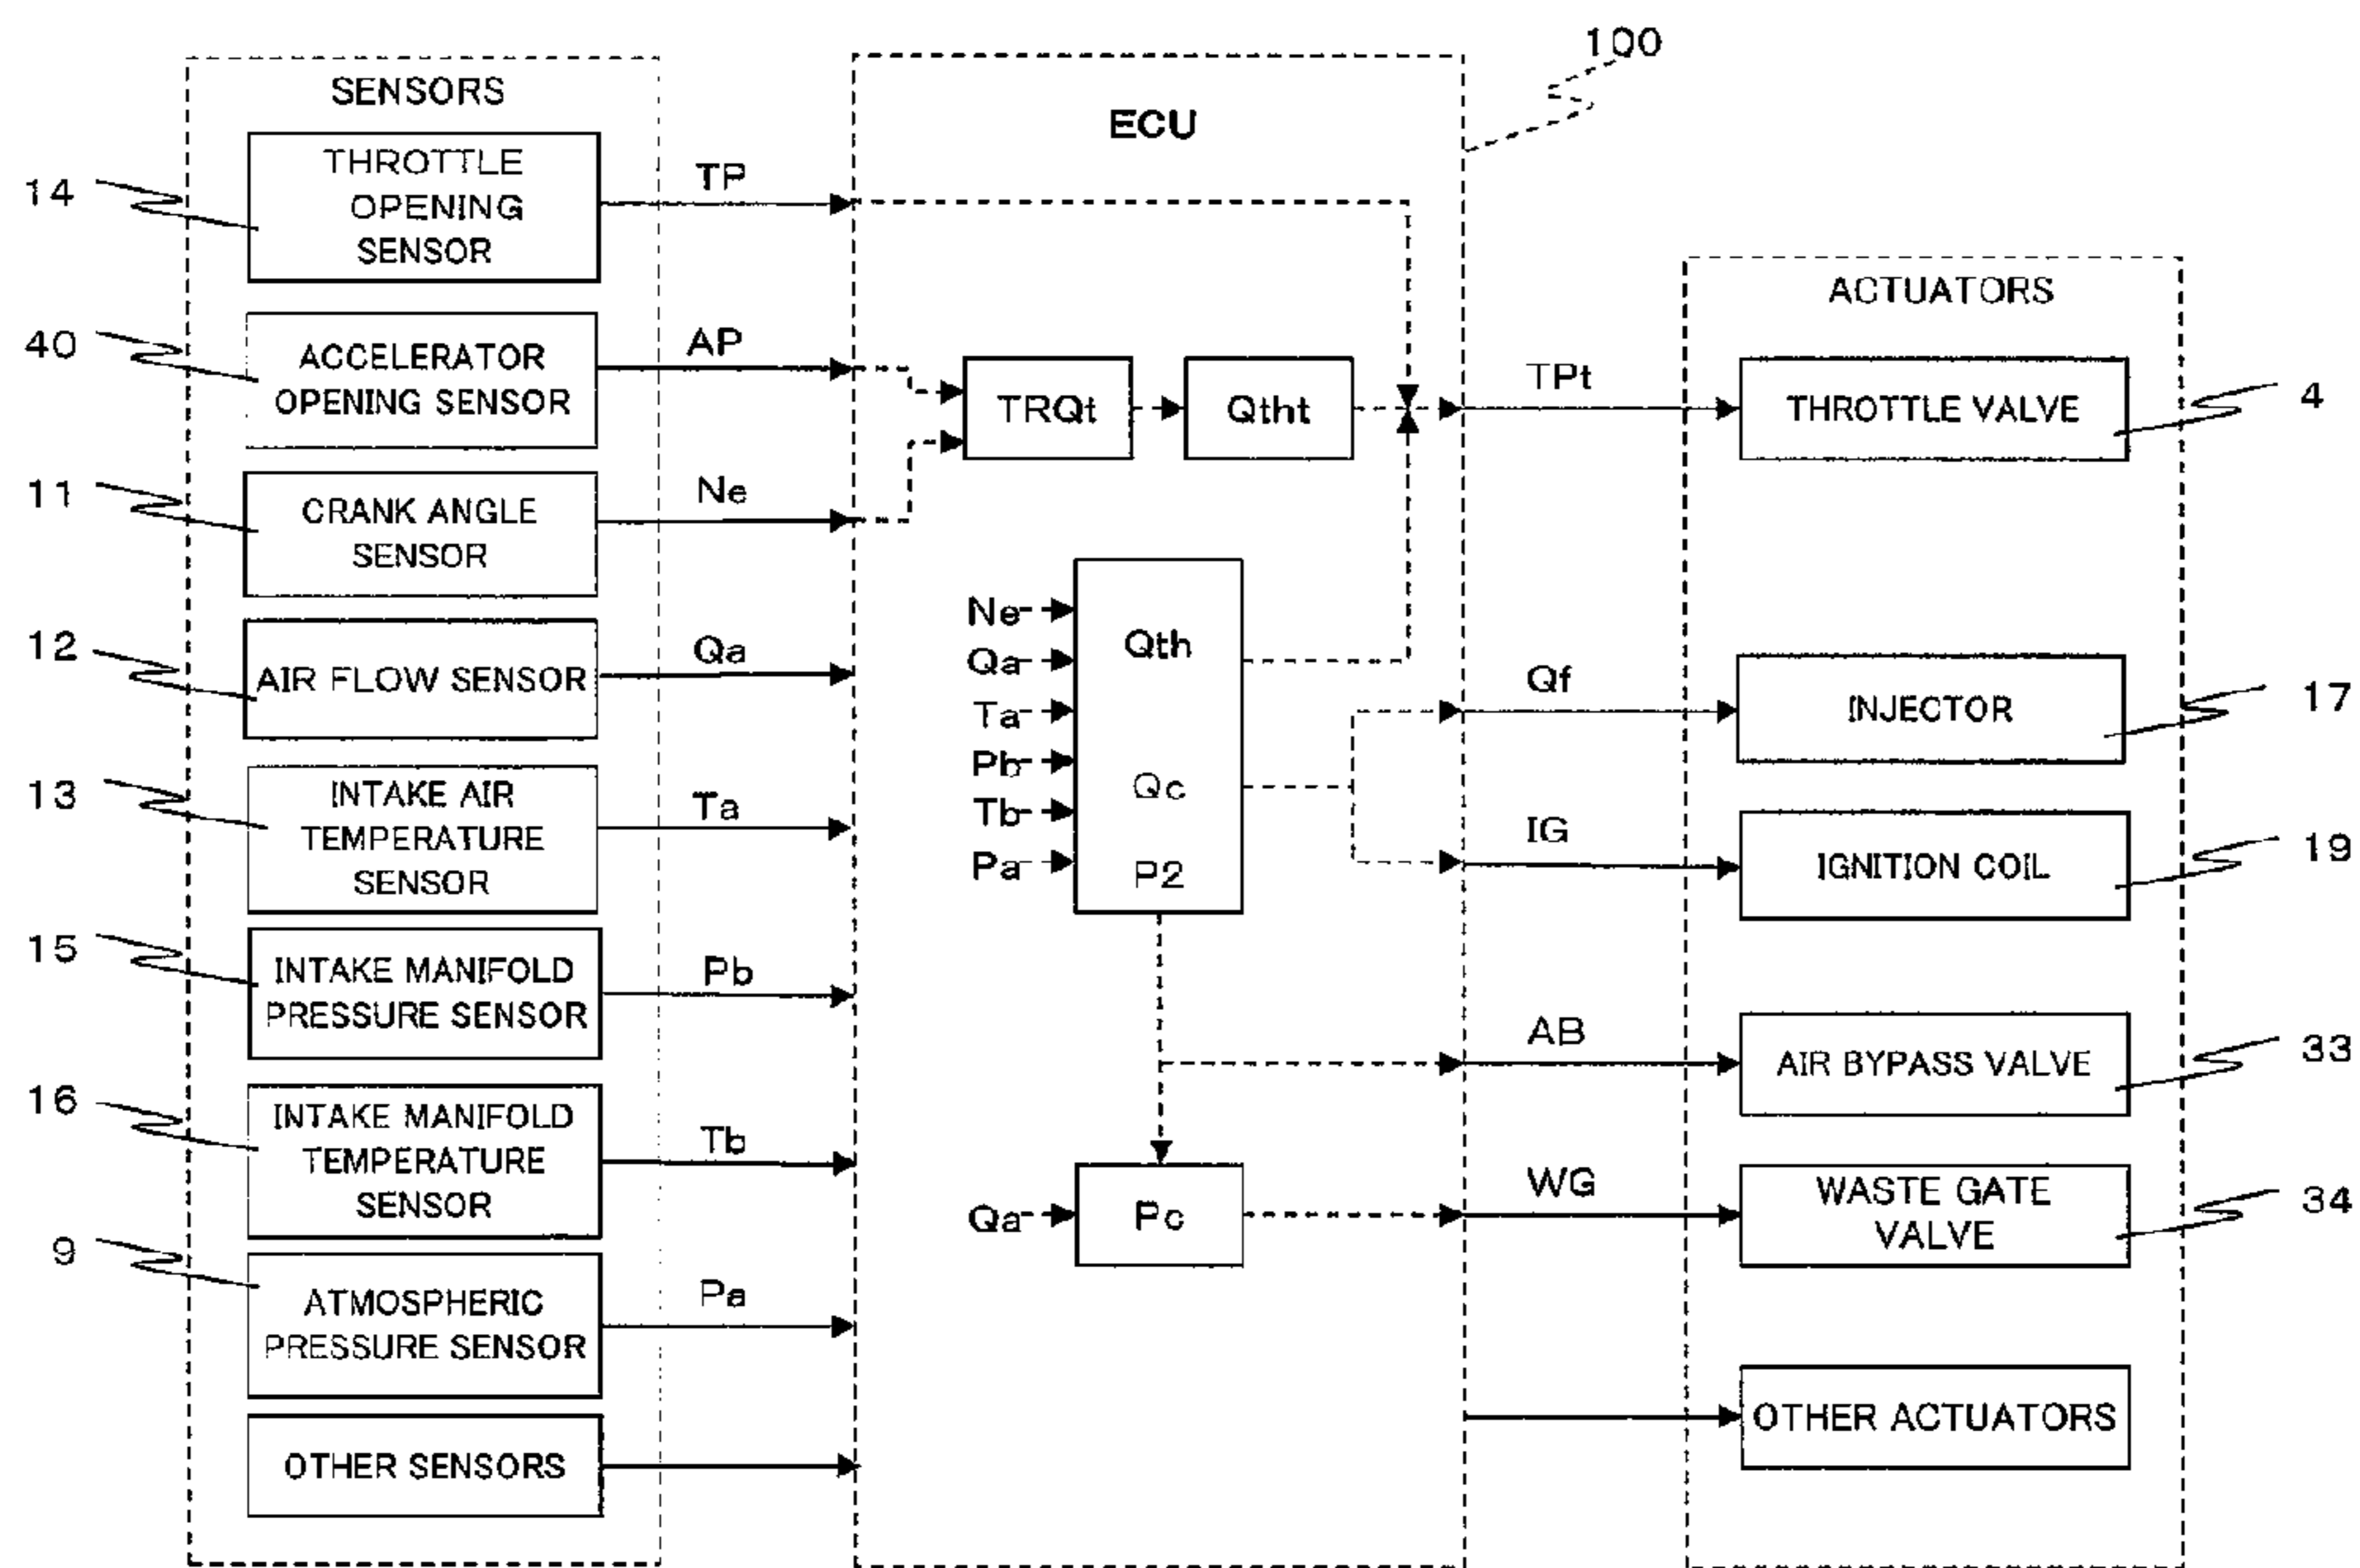 100
SENSORS
ECU
14
THROTTLE
OPENING
SENSOR
TP
ACTUATORS
40
ACCELERATOR
OPENING SENSOR
AP
TRQt
Qtht
TPt
THROTTLE VALVE
4
11
CRANK ANGLE
SENSOR
Ne
12
AIR FLOW SENSOR
Qa
Ne
Qa
Ta
Pb
Tb
Pa
Qth
Qc
P2
Qf
INJECTOR
17
13
INTAKE AIR
TEMPERATURE
SENSOR
Ta
IG
IGNITION COIL
19
15
INTAKE MANIFOLD
PRESSURE SENSOR
Pb
AB
AIR BYPASS VALVE
33
16
INTAKE MANIFOLD
TEMPERATURE
SENSOR
Tb
Qa
Pc
WG
WASTE GATE
VALVE
34
9
ATMOSPHERIC
PRESSURE SENSOR
Pa
OTHER SENSORS
OTHER ACTUATORS